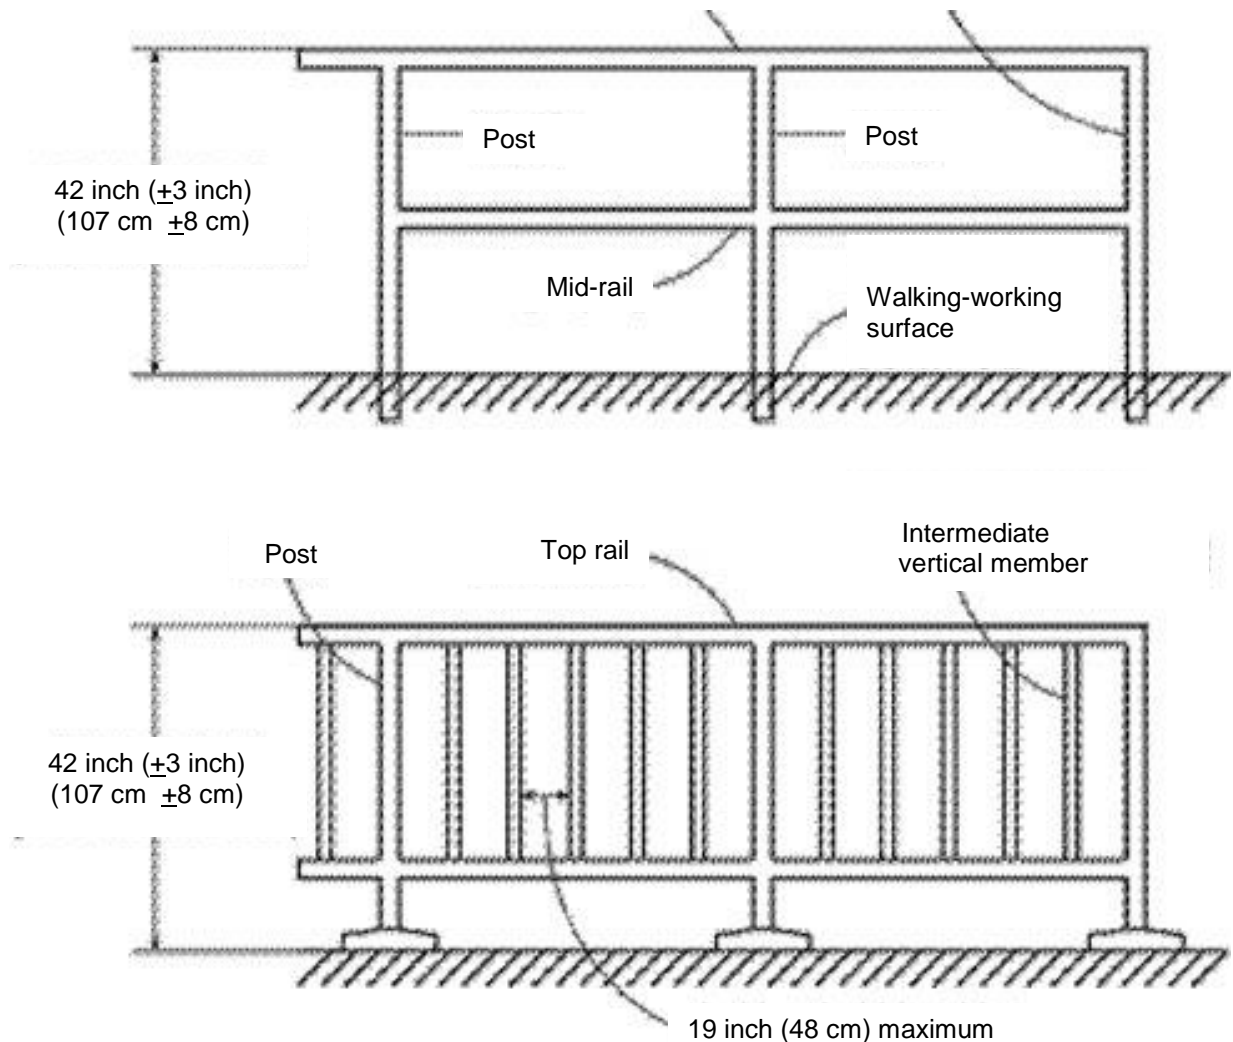 Post
Post
42 inch (±3 inch)
(107 cm ±8 cm)
Mid-rail
Walking-working
surface
Post
Top rail
Intermediate
vertical member
42 inch (±3 inch)
(107 cm ±8 cm)
19 inch (48 cm) maximum